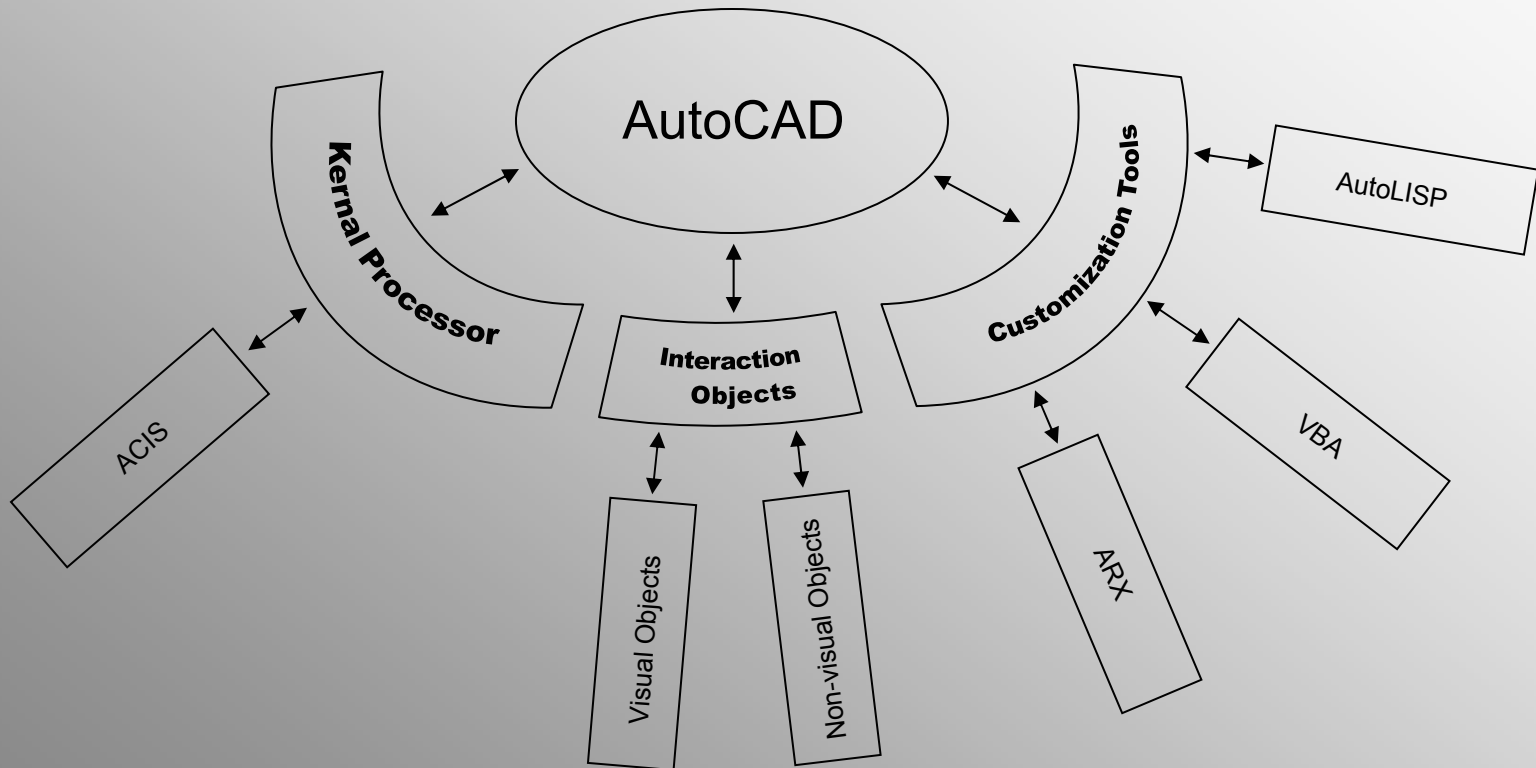 AutoCAD
Kernal Processor
Interaction
Objects
Customization Tools
AutoLISP
VBA
ARX
ACIS
Visual Objects
Non-visual Objects